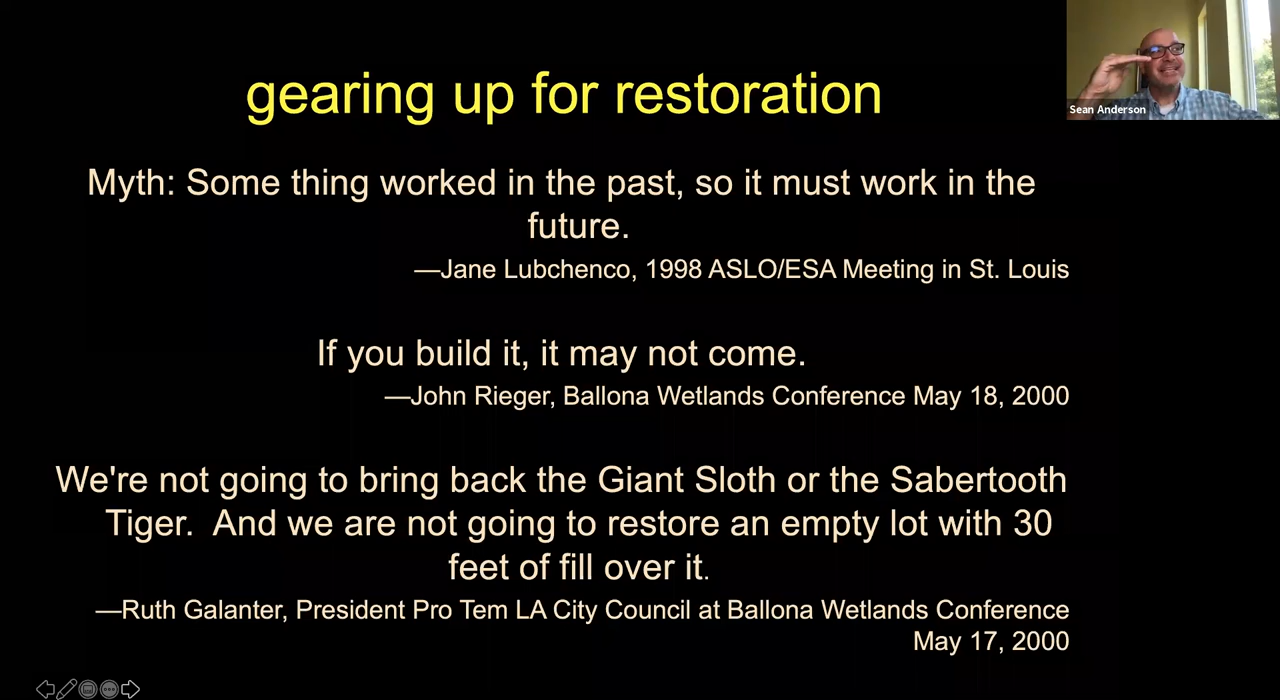 gearing up for restoration
Sean Anderson
Myth: Some thing worked in the past, so it must work in the
future.
—Jane Lubchenco, 1998 ASLO/ESA Meeting in St. Louis
If you build it, it may not come.
—John Rieger, Ballona Wetlands Conference May 18, 2000
We're not going to bring back the Giant Sloth or the Sabertooth
Tiger.  And we are not going to restore an empty lot with 30
feet of fill over it.
—Ruth Galanter, President Pro Tem LA City Council at Ballona Wetlands Conference
May 17, 2000